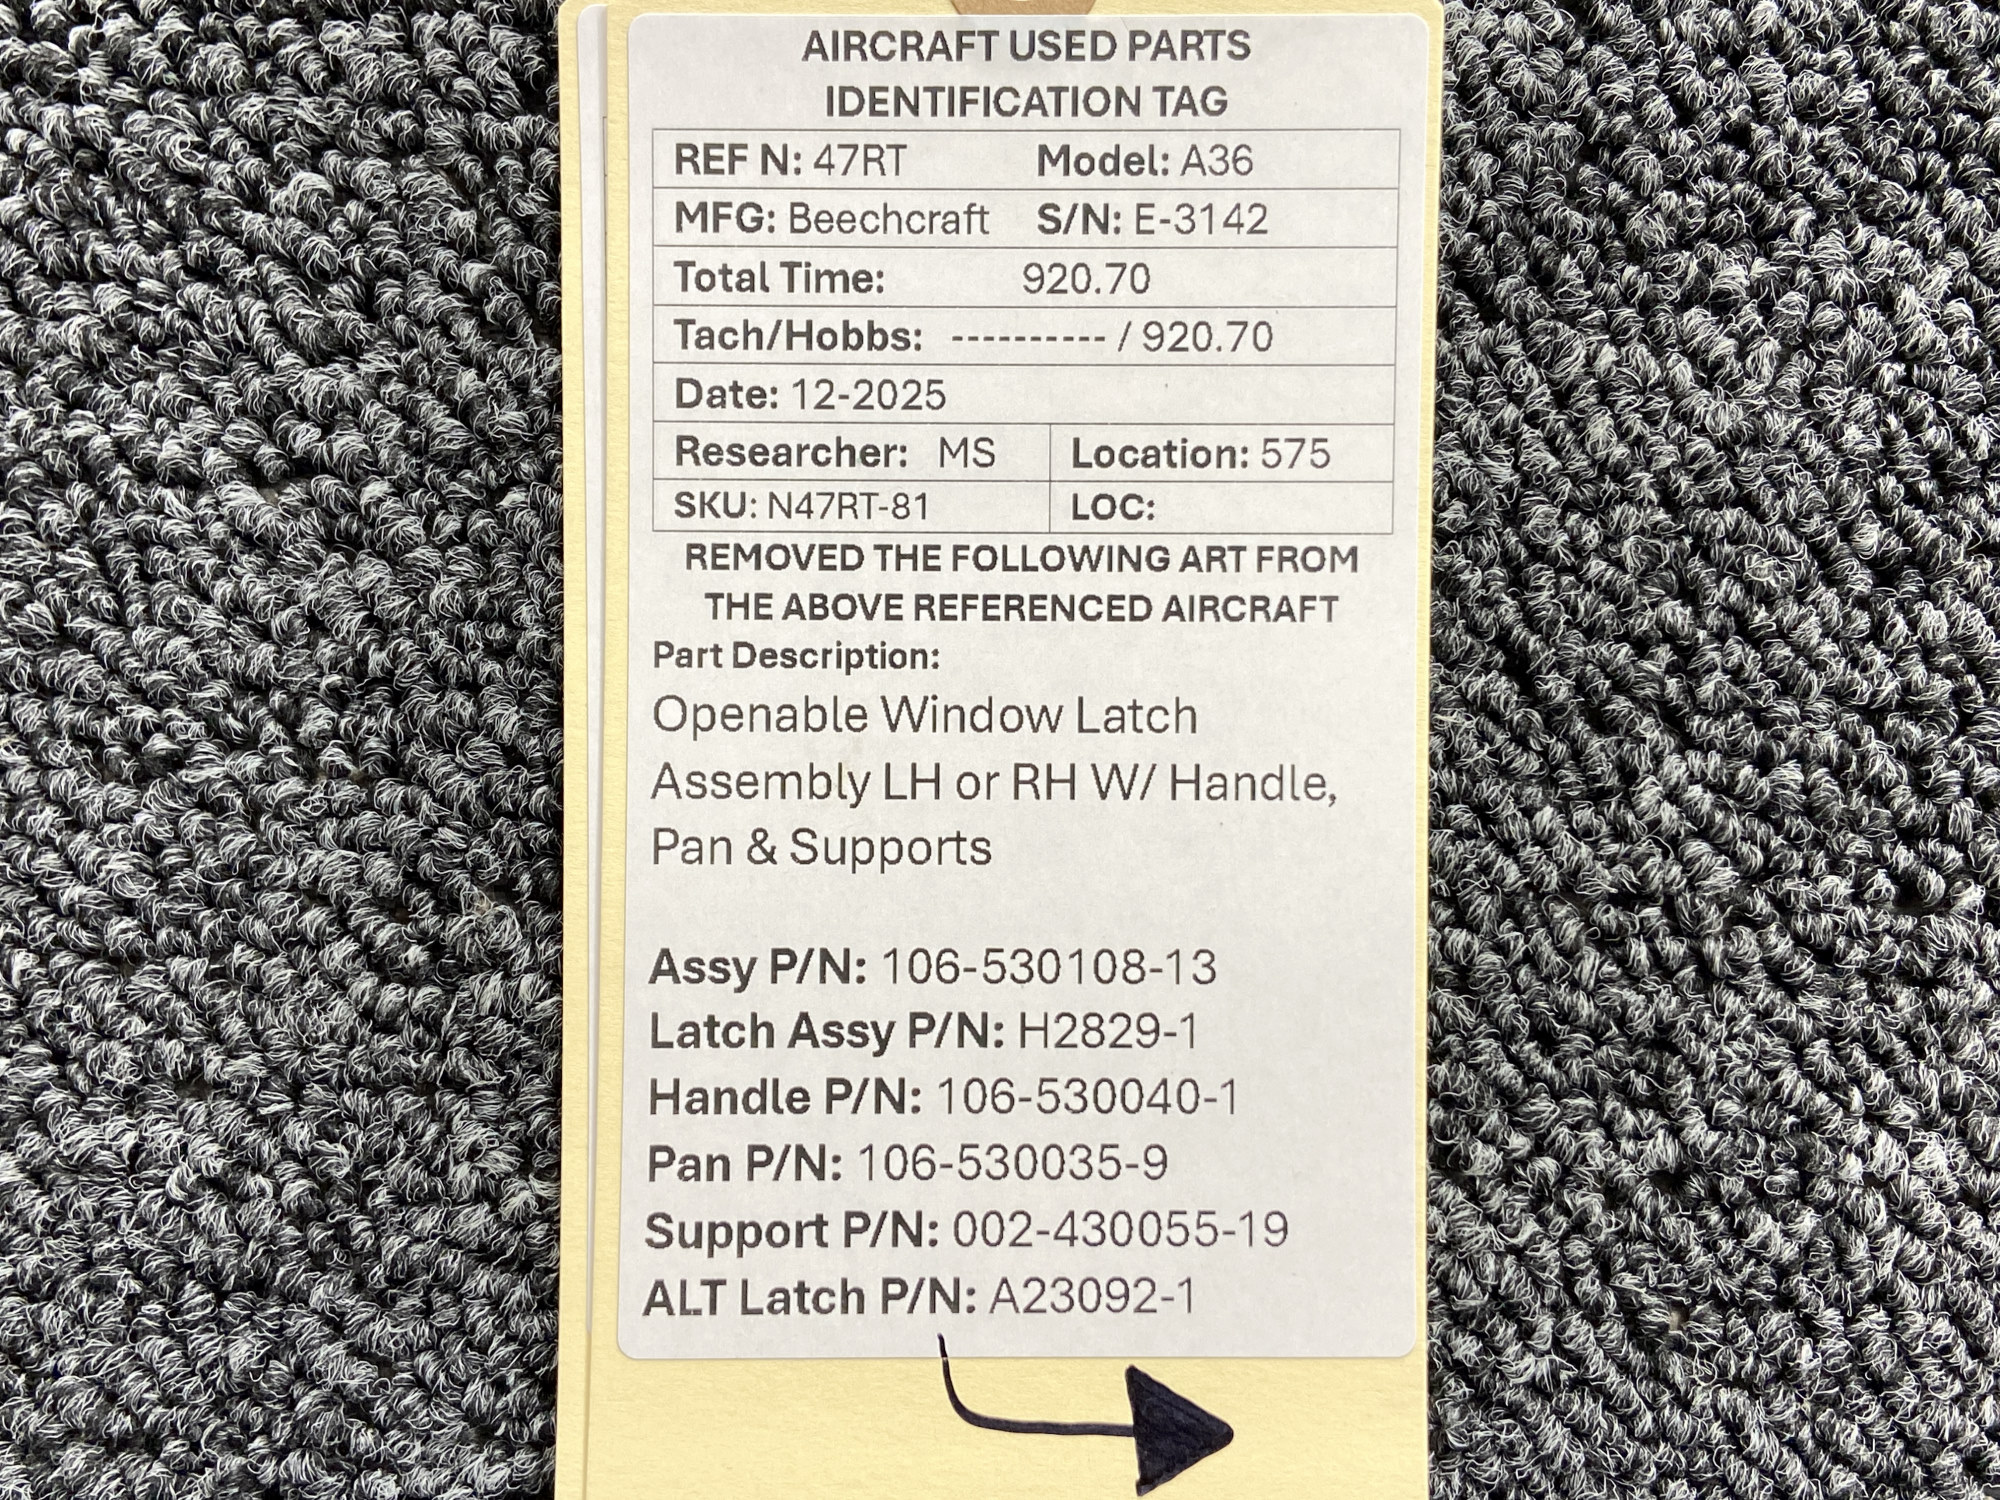 AIRCRAFT USED PARTS
IDENTIFICATION TAG
REF N: 47RT Model: A36
MFG: Beechcraft S/N: E-3142
Total Time: 920.70
Tach/Hobbs: ---------- / 920.70
Date: 12-2025
Researcher: MS Location: 575
SKU: N47RT-81 LOC:
REMOVED THE FOLLOWING ART FROM
THE ABOVE REFERENCED AIRCRAFT
Part Description:
Openable Window Latch
Assembly LH or RH W/ Handle,
Pan & Supports
Assy P/N: 106-530108-13
Latch Assy P/N: H2829-1
Handle P/N: 106-530040-1
Pan P/N: 106-530035-9
Support P/N: 002-430055-19
ALT Latch P/N: A23092-1